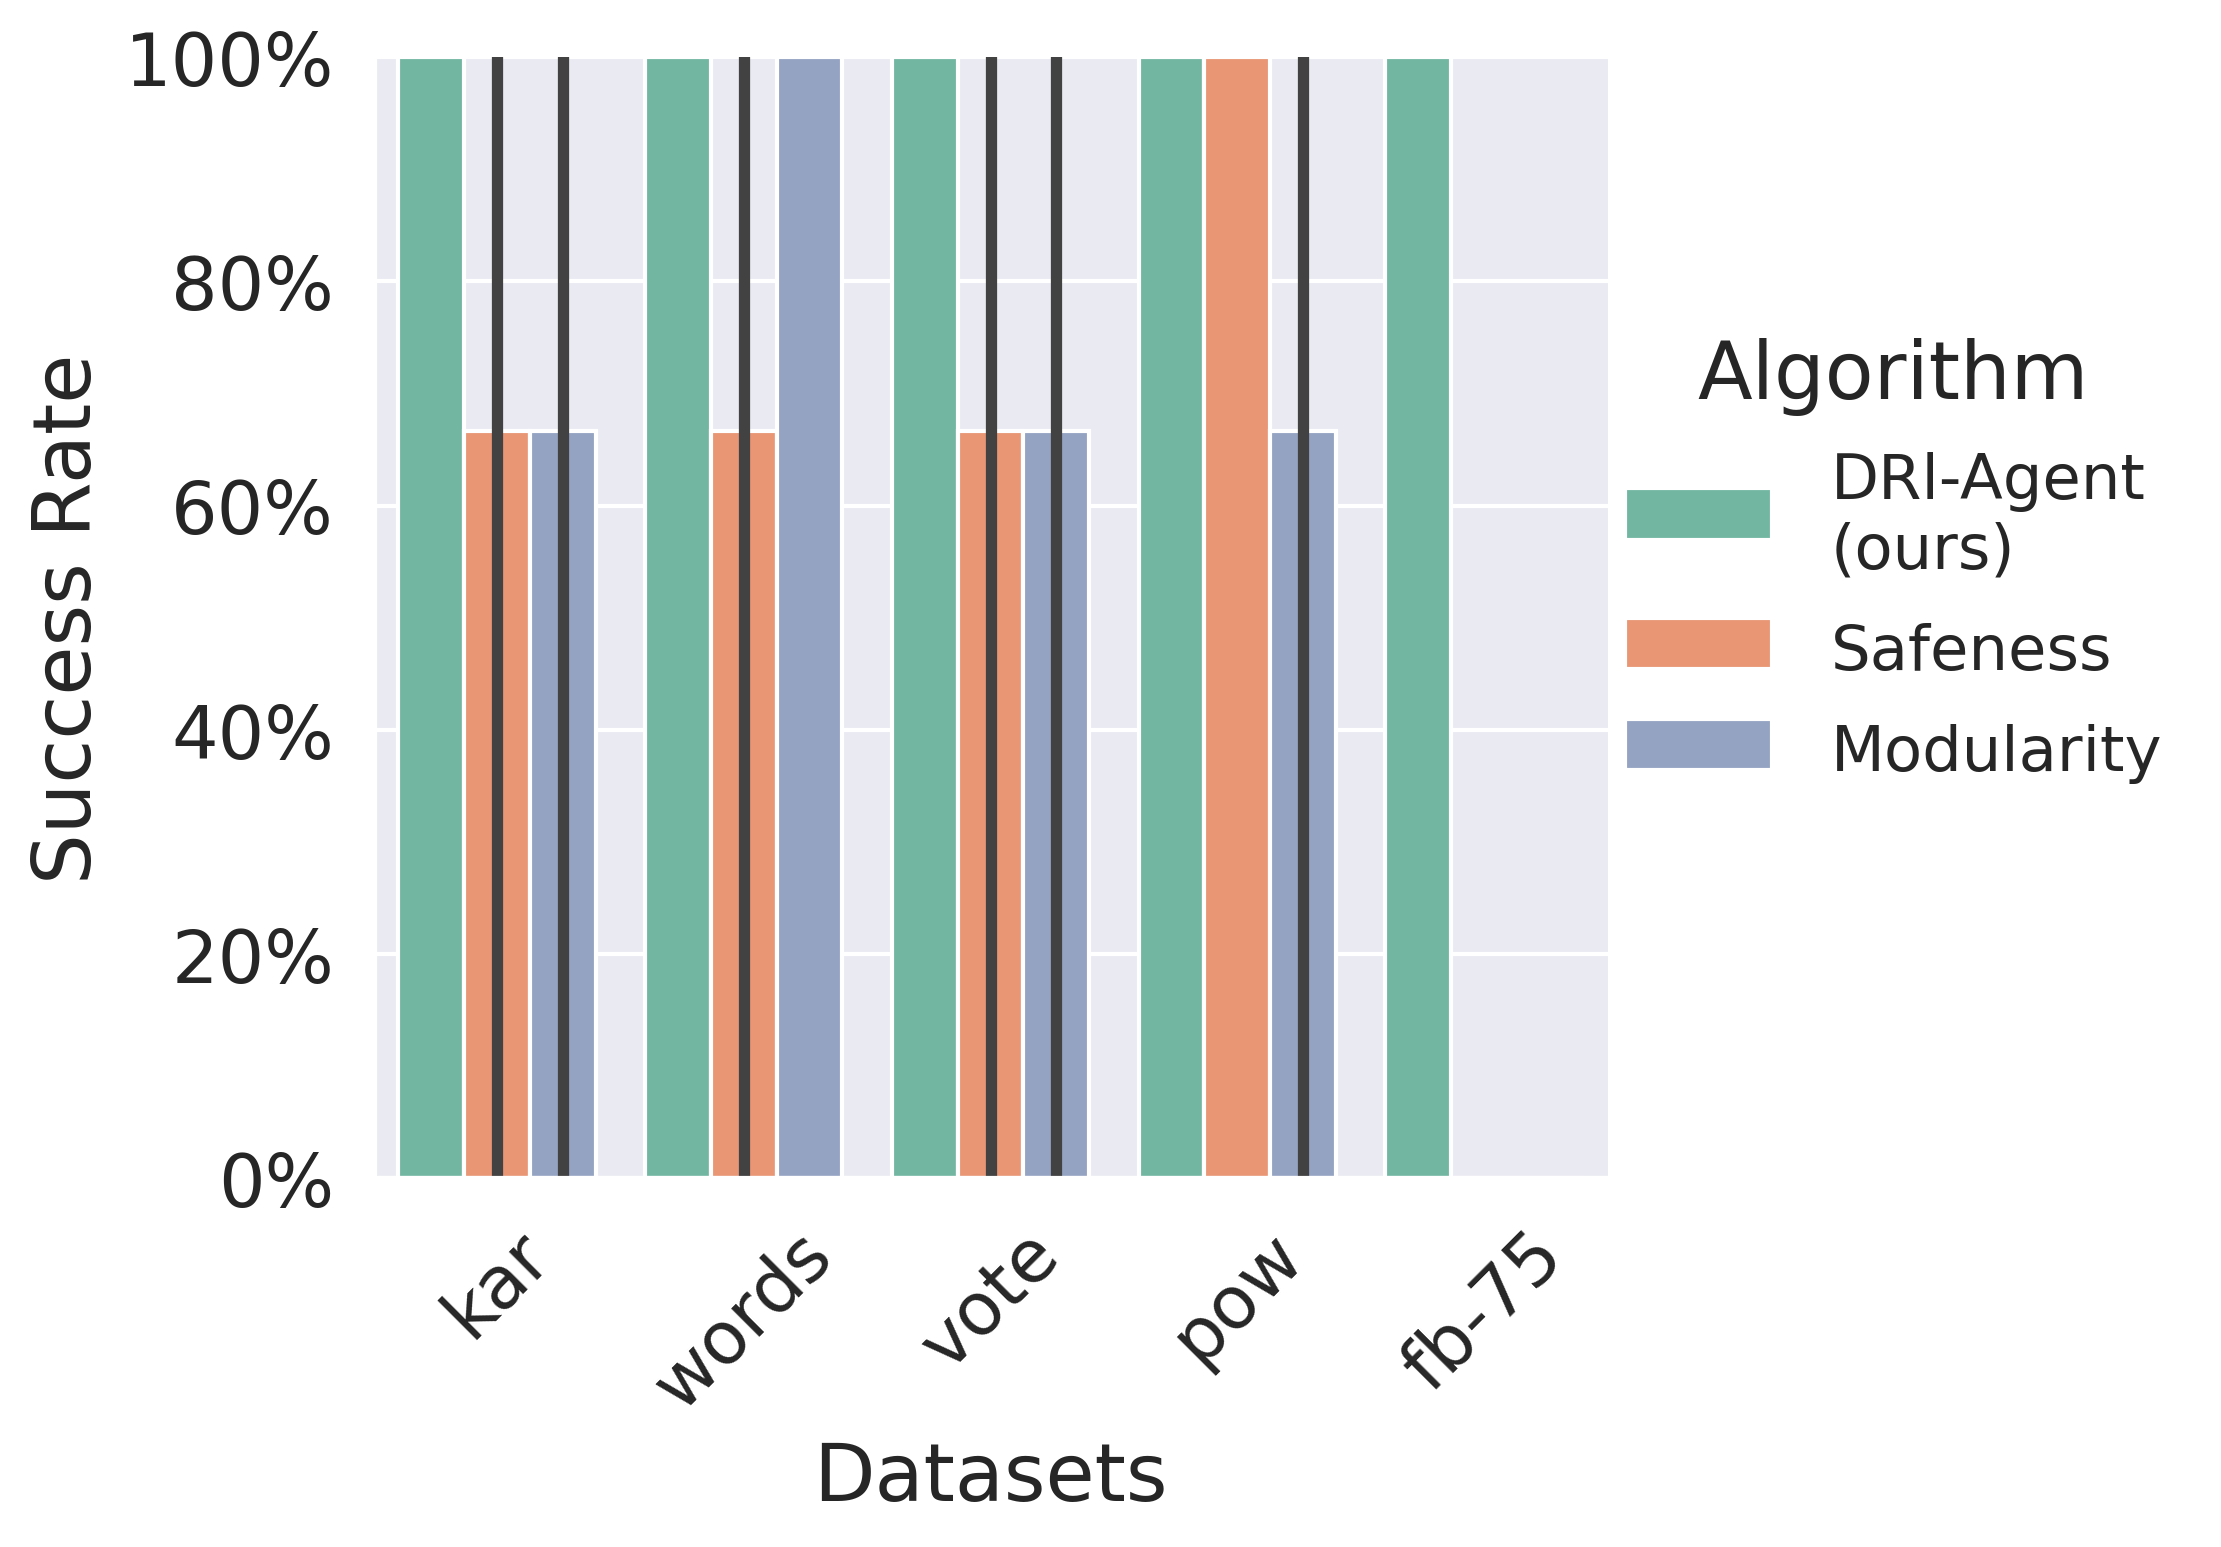 100%
80%
60%
40%
20%
0%
Success Rate
kar
words
vote
pow
fb-75
Datasets
Algorithm
DRl-Agent
(ours)
Safeness
Modularity